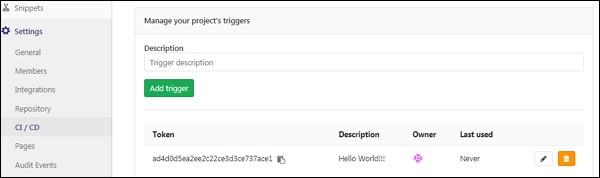 Snippets
Settings
General
Members
Integrations
Repository
CI / CD
Pages
Audit Events
Manage your project's triggers
Description
Trigger description
Add trigger
Token Description Owner Last used
ad4d0d5ea2ee2c22ce3d3ce737ace1 Hello World!!! Never